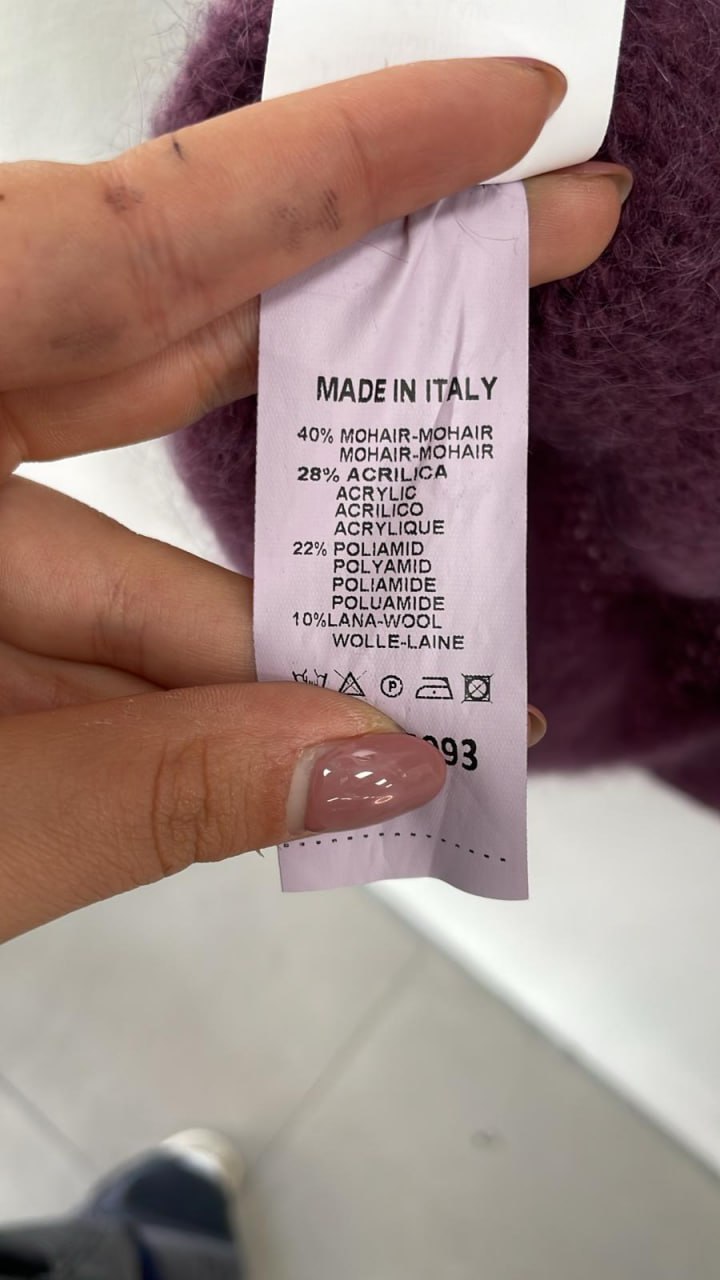 MADE IN ITALY
40% MOHAIR-MOHAIR
MOHAIR-MOHAIR
28% ACRILICA
ACRYLIC
ACRILICO
ACRYLIQUE
22% POLIAMID
POLYAMID
POLIAMIDE
POLUAMIDE
10%LANA-WOOL
WOLLE-LAINE
P